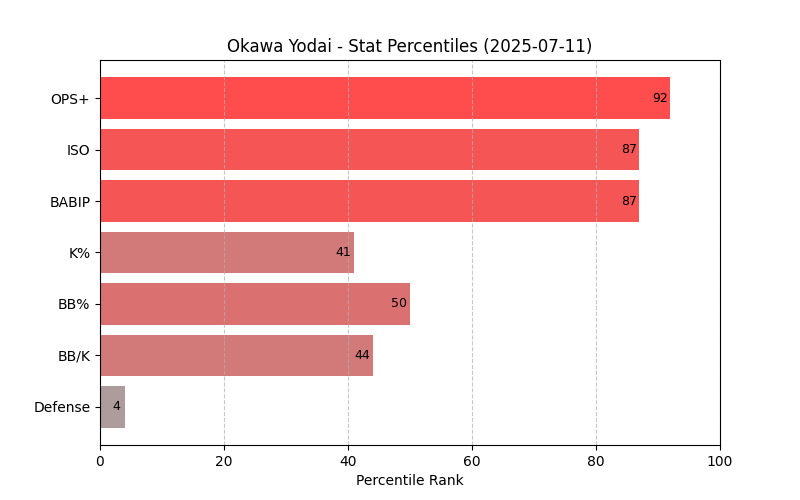 Okawa Yodai - Stat Percentiles (2025-07-11)
OPS+ 92
ISO 87
BABIP 87
K% 41
BB% 50
BB/K 44
Defense 4
0 20 40 60 80 100
Percentile Rank